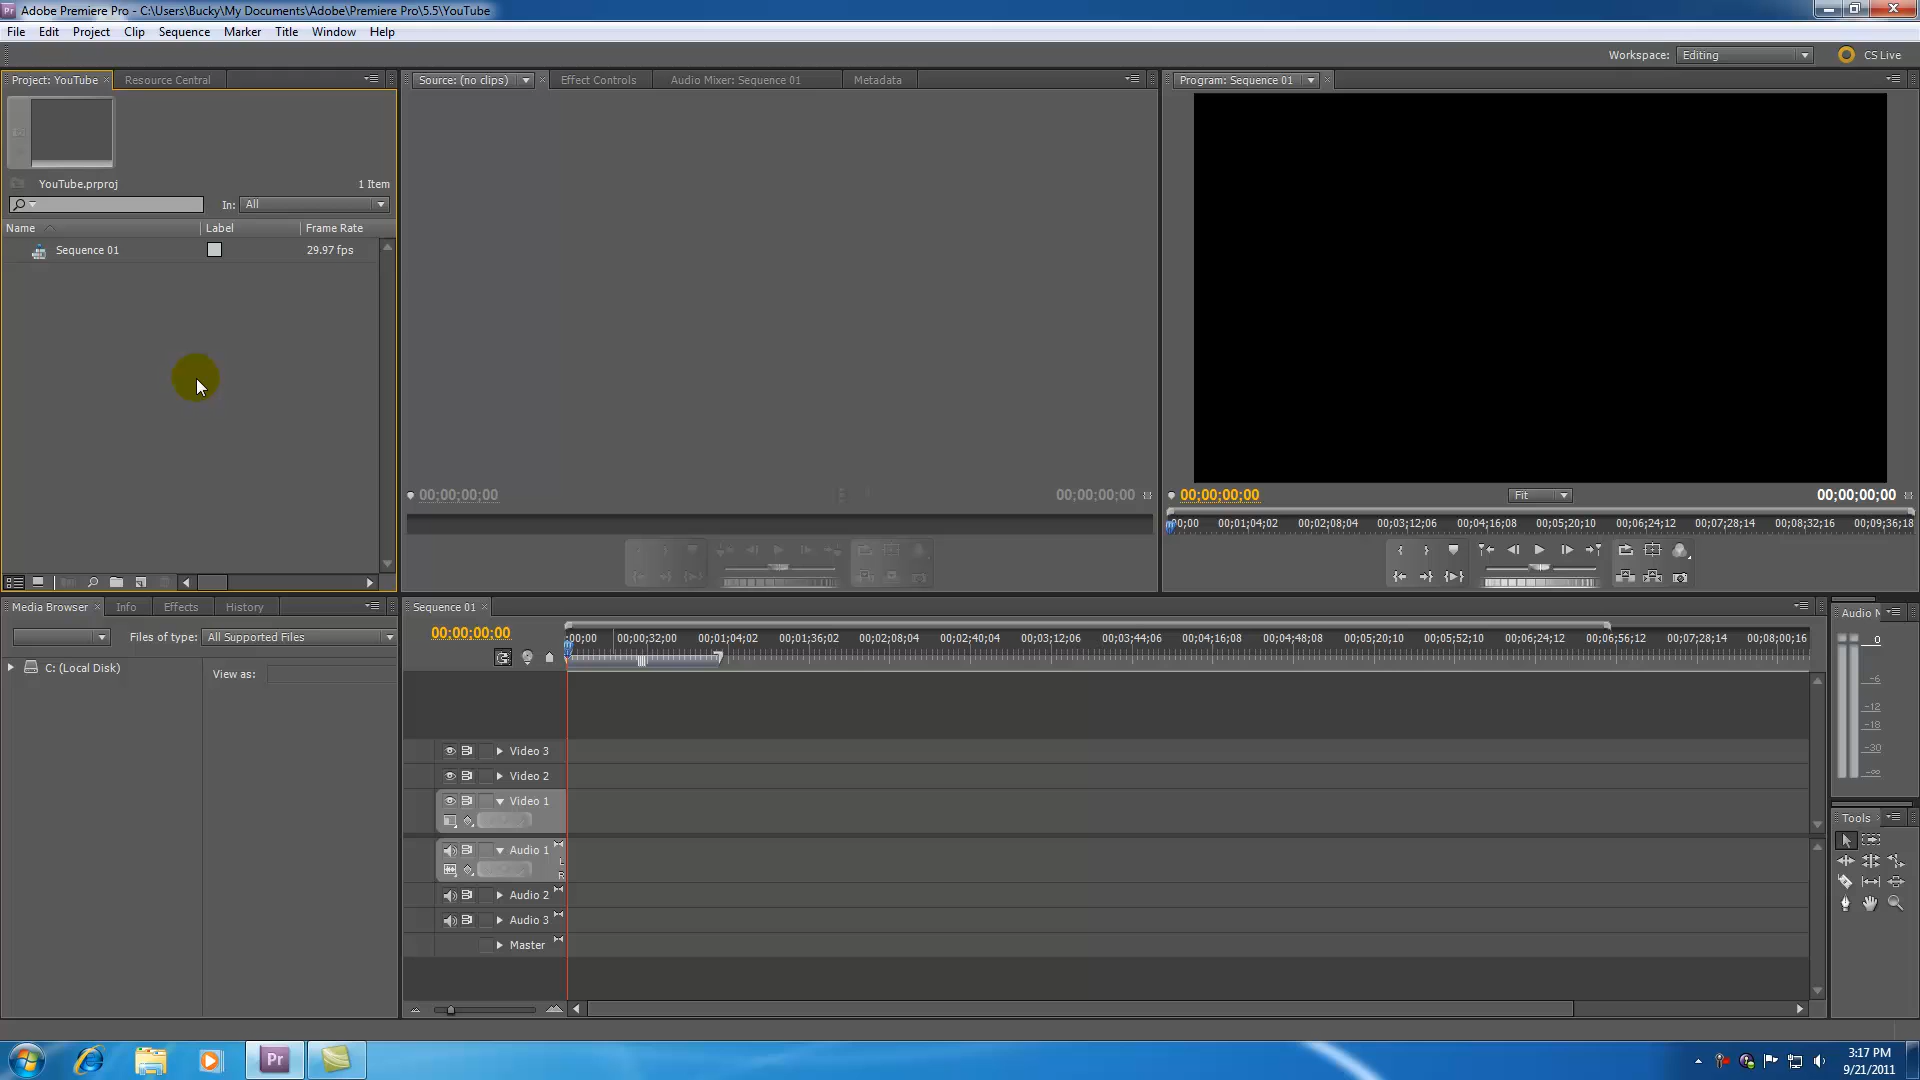 Adobe Premiere Pro - C:\Users\Bucky\My Documents\Adobe\Premiere Pro\5.5\YouTube
File Edit Project Clip Sequence Marker Title Window Help
Workspace: Editing CS Live
Project: YouTube Resource Central
Source: (no clips) Effect Controls Audio Mixer: Sequence 01 Metadata
Program: Sequence 01
YouTube.prproj 1 Item
In: All
Name Label Frame Rate
Sequence 01 29.97 fps
00;00;00;00 00;00;00;00
00;00;00;00 Fit 00;00;00;00
00;00 00;01;04;02 00;02;08;04 00;03;12;06 00;04;16;08 00;05;20;10 00;06;24;12 00;07;28;14 00;08;32;16 00;09;36;18
Media Browser Info Effects History
Files of type: All Supported Files
C: (Local Disk) View as:
Sequence 01
00;00;00;00
;00;00 00;00;32;00 00;01;04;02 00;01;36;02 00;02;08;04 00;02;40;04 00;03;12;06 00;03;44;06 00;04;16;08 00;04;48;08 00;05;20;10 00;05;52;10 00;06;24;12 00;06;56;12 00;07;28;14 00;08;00;16
Video 3
Video 2
Video 1
Audio 1
L
R
Audio 2
Audio 3
Master
Audio M
0
-6
-12
-18
-30
-∞
Tools
Pr
3:17 PM
9/21/2011